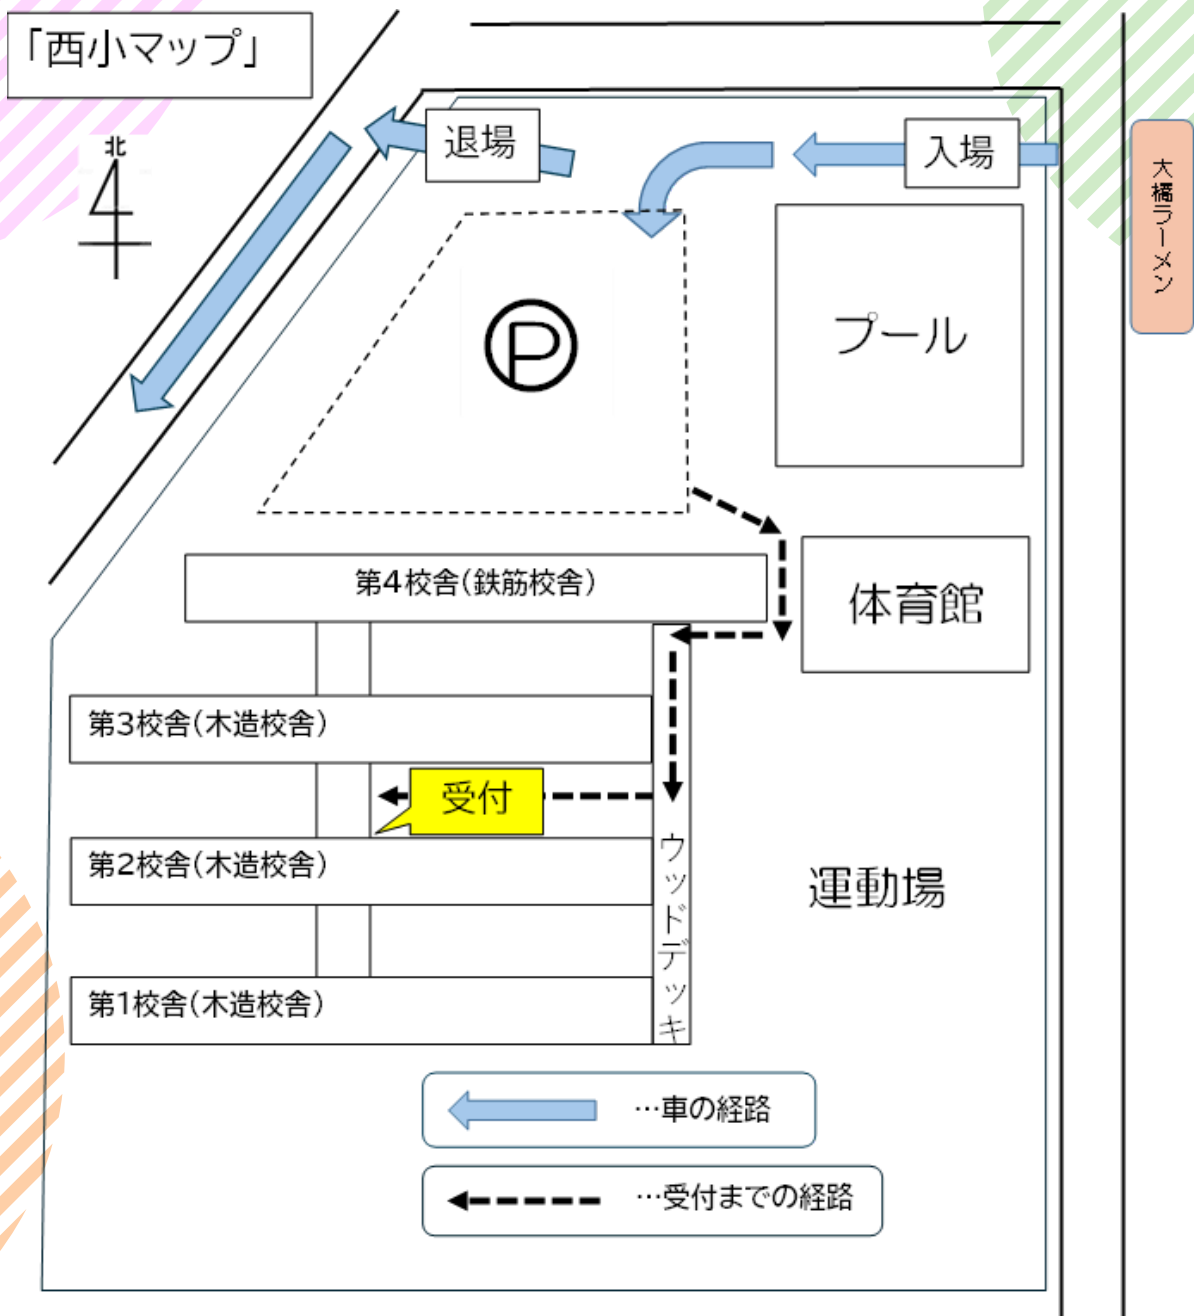 「西小マップ」
北
退場
入場
大橋ラーメン
プール
P
第4校舎(鉄筋校舎)
体育館
第3校舎(木造校舎)
受付
第2校舎(木造校舎)
ウッドデッキ
運動場
第1校舎(木造校舎)
…車の経路
…受付までの経路